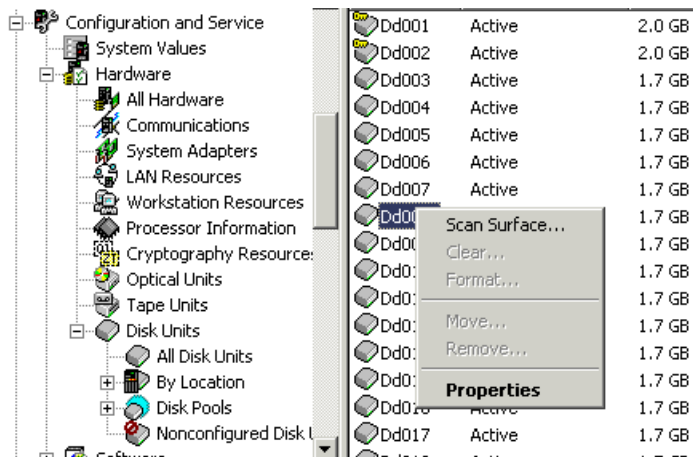 Configuration and Service
System Values
Hardware
All Hardware
Communications
System Adapters
LAN Resources
Workstation Resources
Processor Information
Cryptography Resource
Optical Units
Tape Units
Disk Units
All Disk Units
By Location
Disk Pools
Nonconfigured Disk
Software
Dd001 Active 2.0 GB
Dd002 Active 2.0 GB
Dd003 Active 1.7 GB
Dd004 Active 1.7 GB
Dd005 Active 1.7 GB
Dd006 Active 1.7 GB
Dd007 Active 1.7 GB
1.7 GB
1.7 GB
1.7 GB
1.7 GB
1.7 GB
1.7 GB
1.7 GB
Active 1.7 GB
Dd017 Active 1.7 GB
Scan Surface...
Clear...
Format...
Move...
Remove...
Properties